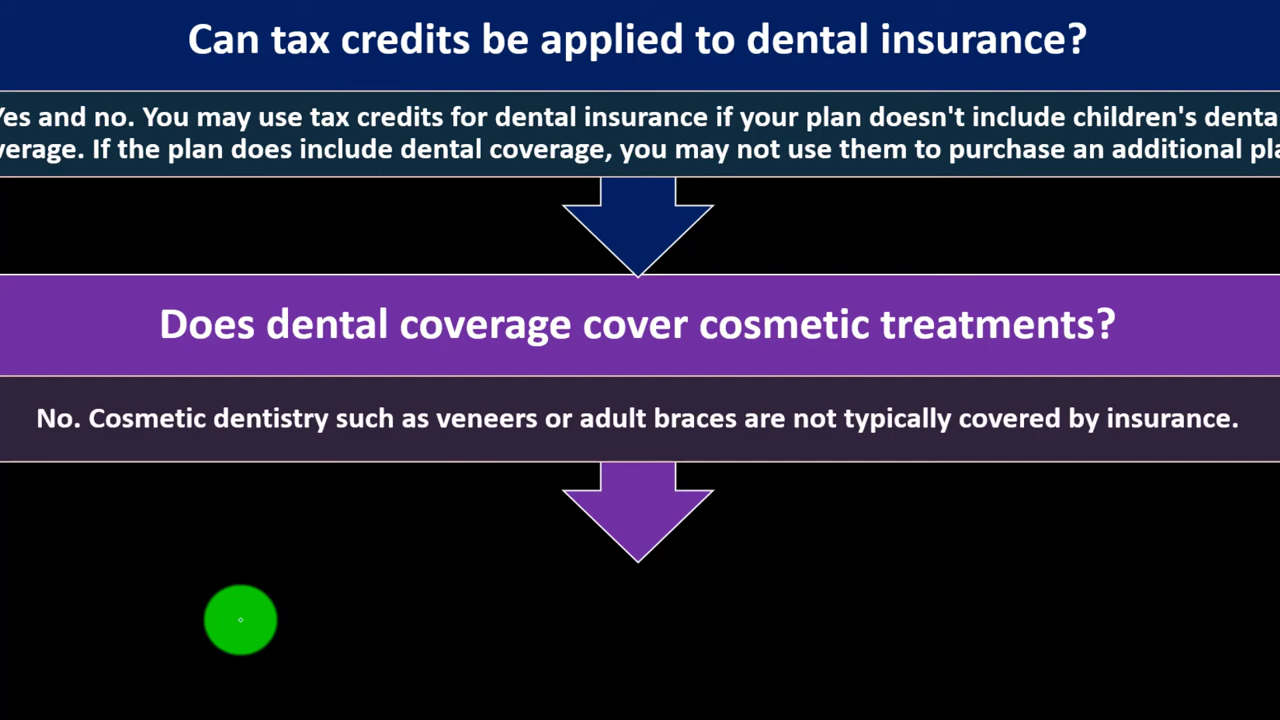 Can tax credits be applied to dental insurance?
Yes and no. You may use tax credits for dental insurance if your plan doesn't include children's denta
verage. If the plan does include dental coverage, you may not use them to purchase an additional pla
Does dental coverage cover cosmetic treatments?
No. Cosmetic dentistry such as veneers or adult braces are not typically covered by insurance.